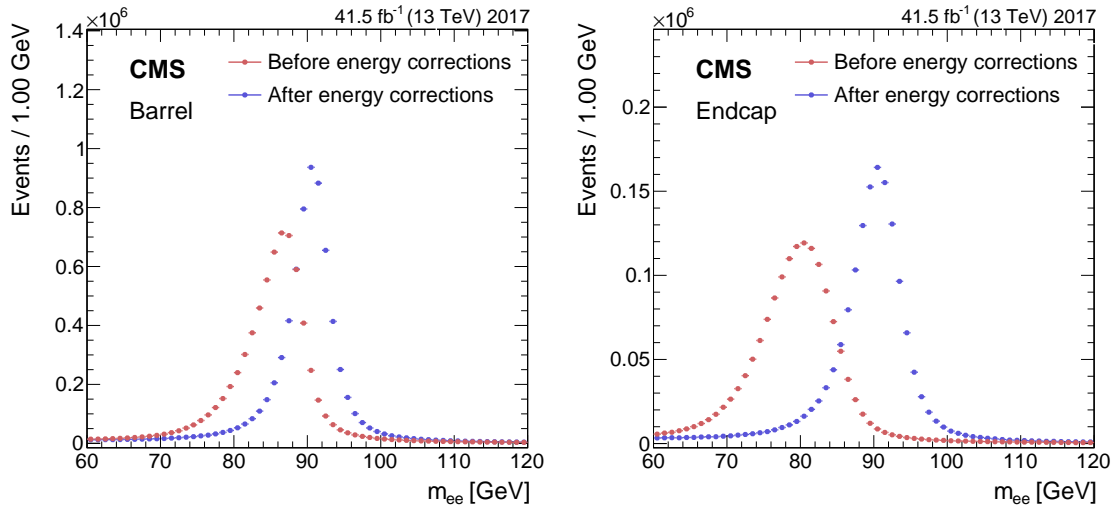 ×10⁶
41.5 fb⁻¹ (13 TeV) 2017
1.4
1.2
1
0.8
0.6
0.4
0.2
0
Events / 1.00 GeV
CMS
Barrel
Before energy corrections
After energy corrections
60 70 80 90 100 110 120
m_ee [GeV]
×10⁶
41.5 fb⁻¹ (13 TeV) 2017
0.2
0.15
0.1
0.05
0
Events / 1.00 GeV
CMS
Endcap
Before energy corrections
After energy corrections
60 70 80 90 100 110 120
m_ee [GeV]